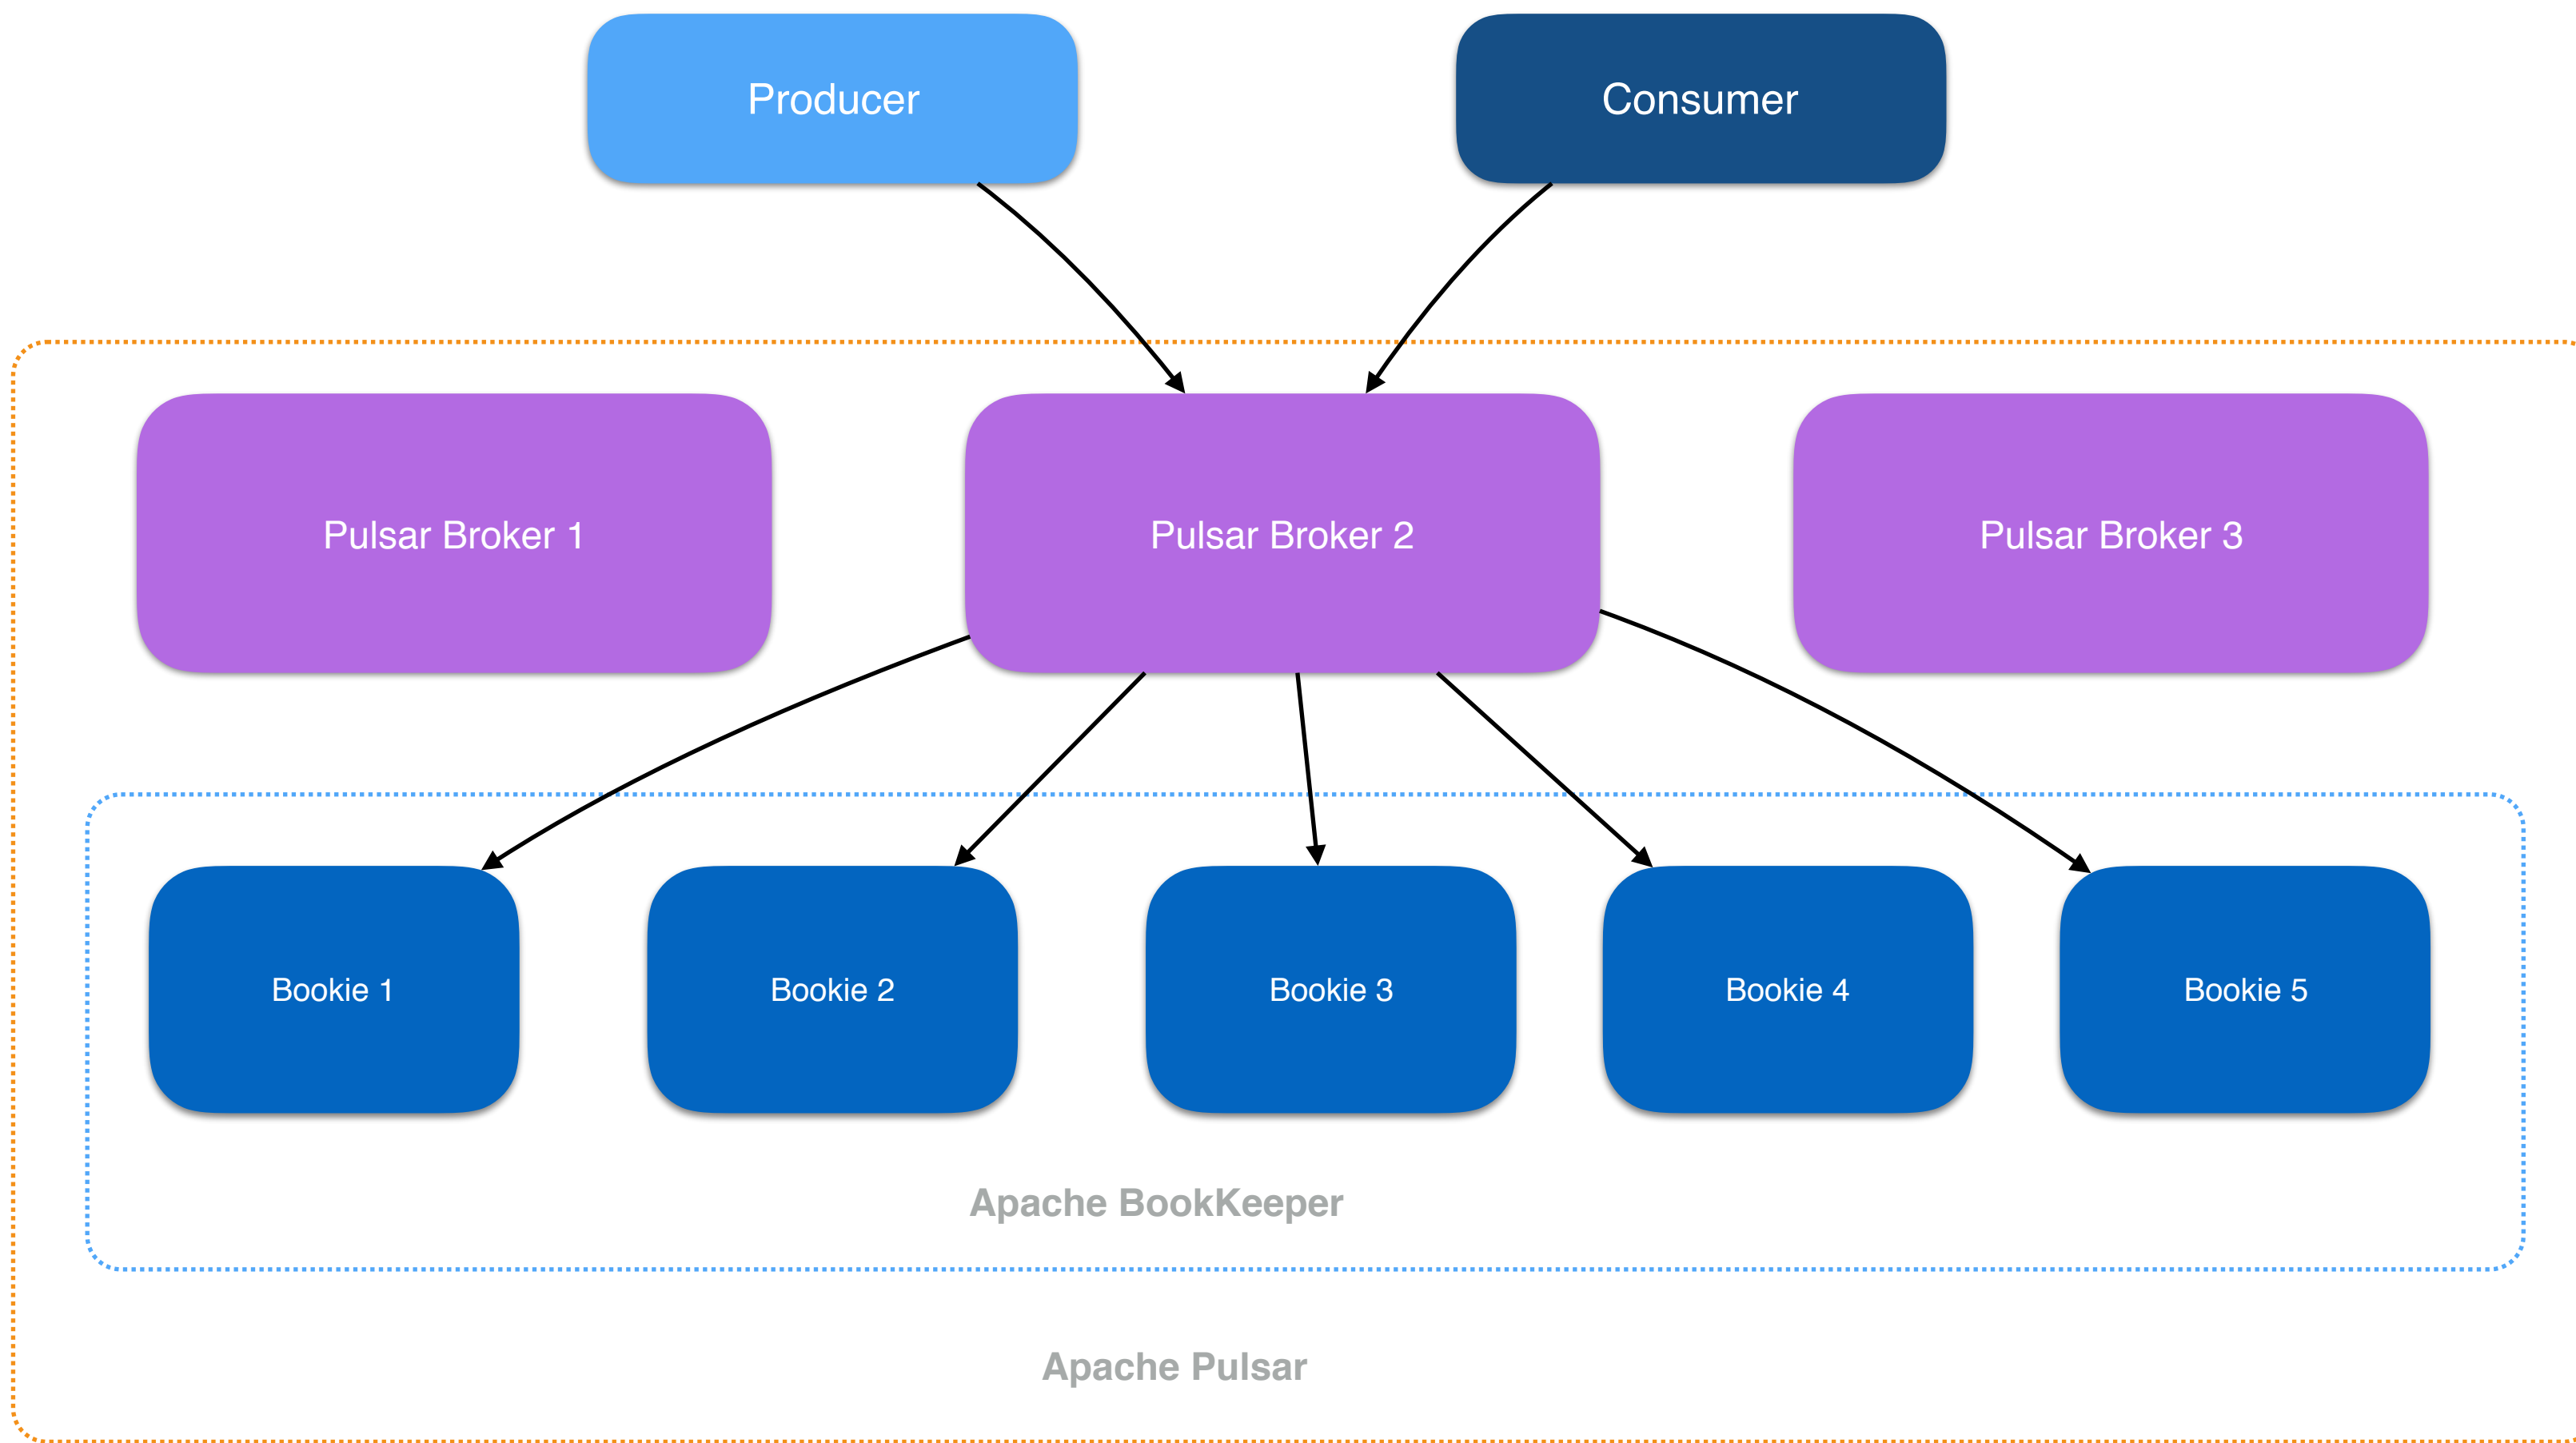 Producer
Consumer
Pulsar Broker 1
Pulsar Broker 2
Pulsar Broker 3
Bookie 1
Bookie 2
Bookie 3
Bookie 4
Bookie 5
Apache BookKeeper
Apache Pulsar